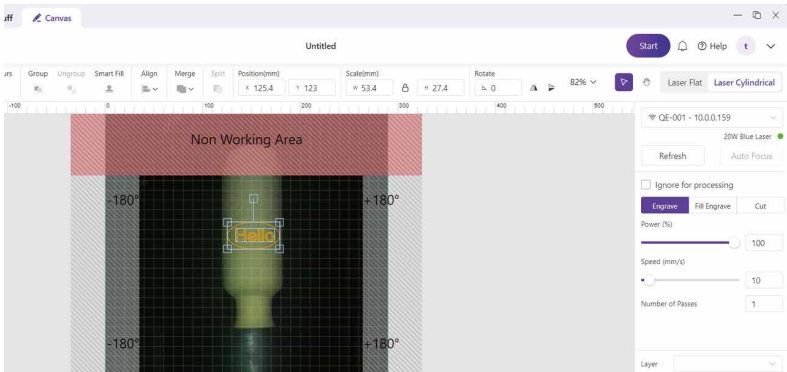 Canvas
Untitled
Start
Help
t
Group Ungroup Smart Fill Align Merge Split Position(mm) Scale(mm) Rotate
X 125.4 Y 123 W 53.4 H 27.4 0 82%
Laser Flat Laser Cylindrical
-100 0 100 200 300 400 500
QE-001 - 10.0.0.159
20W Blue Laser
Refresh Auto Focus
Ignore for processing
Engrave Fill Engrave Cut
Power (%)
100
Speed (mm/s)
10
Number of Passes 1
Layer
Non Working Area
-180° +180°
Hello
-180° +180°